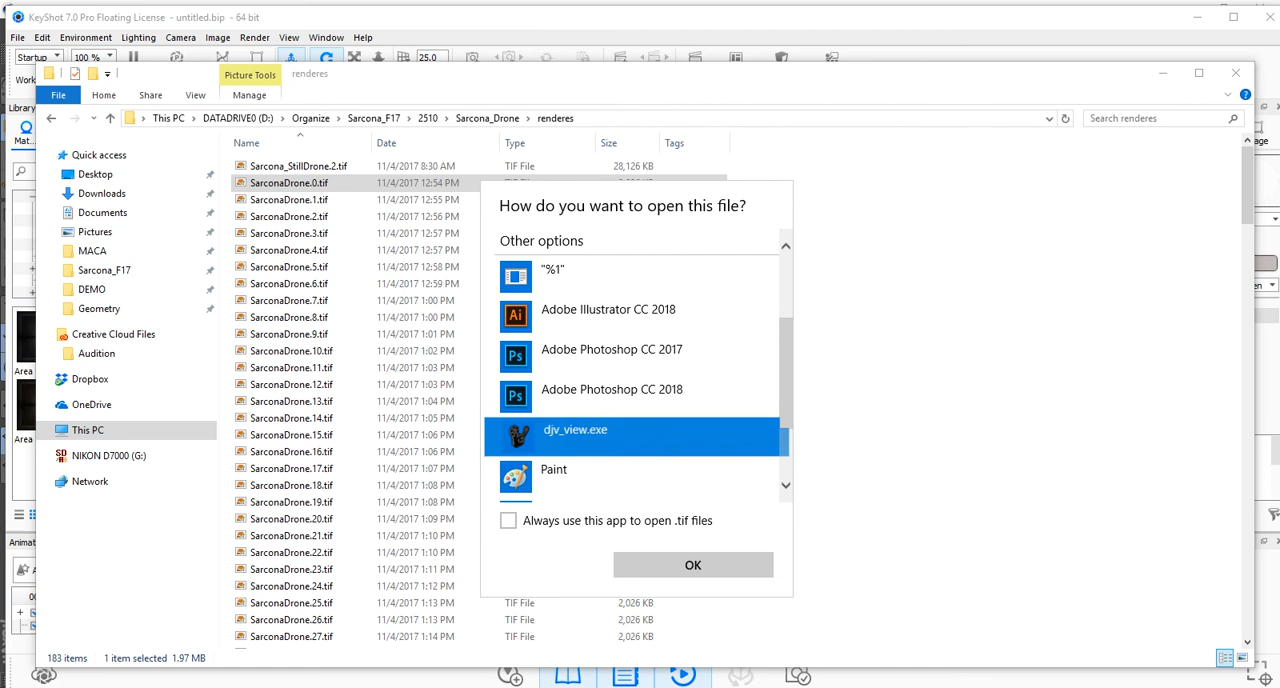 KeyShot 7.0 Pro Floating License - untitled.bip - 64 bit
File Edit Environment Lighting Camera Image Render View Window Help
Startup 100 % 25.0
Picture Tools renderes
File Home Share View Manage
This PC > DATADRIVE0 (D:) > Organize > Sarcona_F17 > 2510 > Sarcona_Drone > renderes
Search renderes
Name Date Type Size Tags
Quick access
Desktop
Downloads
Documents
Pictures
MACA
Sarcona_F17
DEMO
Geometry
Creative Cloud Files
Audition
Dropbox
OneDrive
This PC
NIKON D7000 (G:)
Network
Sarcona_StillDrone.2.tif 11/4/2017 8:30 AM TIF File 28,126 KB
SarconaDrone.0.tif 11/4/2017 12:54 PM
SarconaDrone.1.tif 11/4/2017 12:55 PM
SarconaDrone.2.tif 11/4/2017 12:56 PM
SarconaDrone.3.tif 11/4/2017 12:57 PM
SarconaDrone.4.tif 11/4/2017 12:57 PM
SarconaDrone.5.tif 11/4/2017 12:58 PM
SarconaDrone.6.tif 11/4/2017 12:59 PM
SarconaDrone.7.tif 11/4/2017 1:00 PM
SarconaDrone.8.tif 11/4/2017 1:00 PM
SarconaDrone.9.tif 11/4/2017 1:01 PM
SarconaDrone.10.tif 11/4/2017 1:02 PM
SarconaDrone.11.tif 11/4/2017 1:03 PM
SarconaDrone.12.tif 11/4/2017 1:03 PM
SarconaDrone.13.tif 11/4/2017 1:04 PM
SarconaDrone.14.tif 11/4/2017 1:05 PM
SarconaDrone.15.tif 11/4/2017 1:06 PM
SarconaDrone.16.tif 11/4/2017 1:06 PM
SarconaDrone.17.tif 11/4/2017 1:07 PM
SarconaDrone.18.tif 11/4/2017 1:08 PM
SarconaDrone.19.tif 11/4/2017 1:08 PM
SarconaDrone.20.tif 11/4/2017 1:09 PM
SarconaDrone.21.tif 11/4/2017 1:10 PM
SarconaDrone.22.tif 11/4/2017 1:10 PM
SarconaDrone.23.tif 11/4/2017 1:11 PM
SarconaDrone.24.tif 11/4/2017 1:12 PM
SarconaDrone.25.tif 11/4/2017 1:13 PM TIF File 2,026 KB
SarconaDrone.26.tif 11/4/2017 1:13 PM TIF File 2,026 KB
SarconaDrone.27.tif 11/4/2017 1:14 PM TIF File 2,026 KB
How do you want to open this file?
Other options
"%1"
Adobe Illustrator CC 2018
Adobe Photoshop CC 2017
Adobe Photoshop CC 2018
djv_view.exe
Paint
Always use this app to open .tif files
OK
183 items 1 item selected 1.97 MB
Library
Mat...
Area
Area